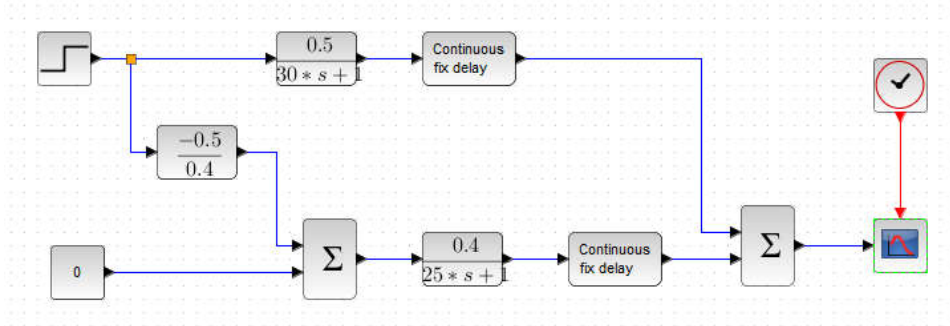 0.5
30 * s + 1
Continuous
fix delay
−0.5
0.4
0
Σ
0.4
25 * s + 1
Continuous
fix delay
Σ